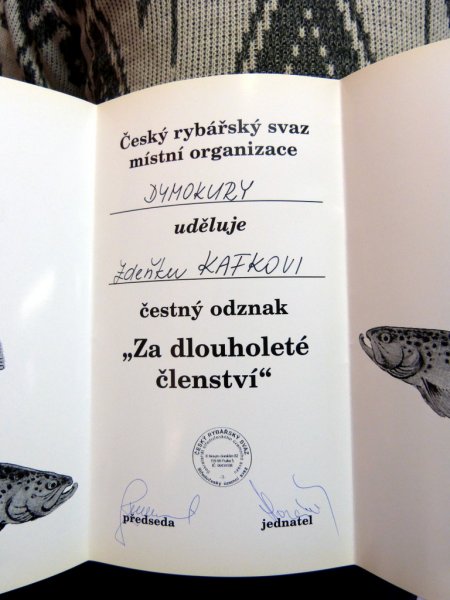 Český rybářský svaz
místní organizace
DYMOKURY
uděluje
Zdeňku KAFKOVI
čestný odznak
„Za dlouholeté
členství“
ČESKÝ RYBÁŘSKÝ SVAZ
předseda jednatel